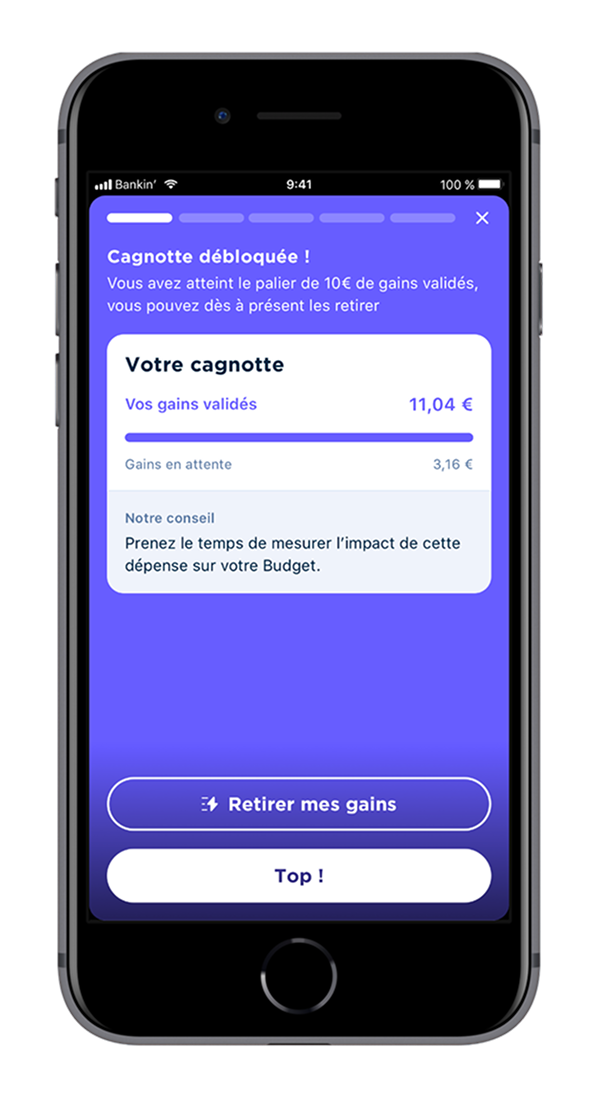 Bankin' 9:41 100 %
Cagnotte débloquée !
Vous avez atteint le palier de 10€ de gains validés,
vous pouvez dès à présent les retirer
Votre cagnotte
Vos gains validés 11,04 €
Gains en attente 3,16 €
Notre conseil
Prenez le temps de mesurer l'impact de cette
dépense sur votre Budget.
Retirer mes gains
Top !